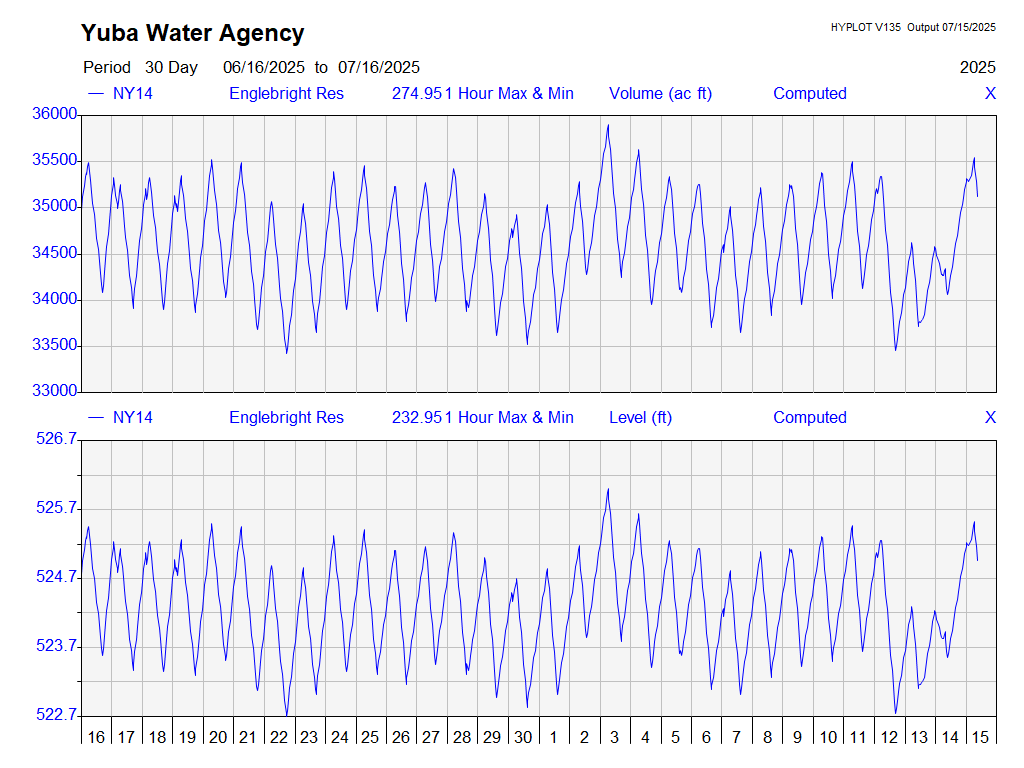 Yuba Water Agency
HYPLOT V135 Output 07/15/2025
Period 30 Day 06/16/2025 to 07/16/2025 2025
NY14 Englebright Res 274.95 1 Hour Max & Min Volume (ac ft) Computed X
36000
35500
35000
34500
34000
33500
33000
NY14 Englebright Res 232.95 1 Hour Max & Min Level (ft) Computed X
526.7
525.7
524.7
523.7
522.7
16 17 18 19 20 21 22 23 24 25 26 27 28 29 30 1 2 3 4 5 6 7 8 9 10 11 12 13 14 15